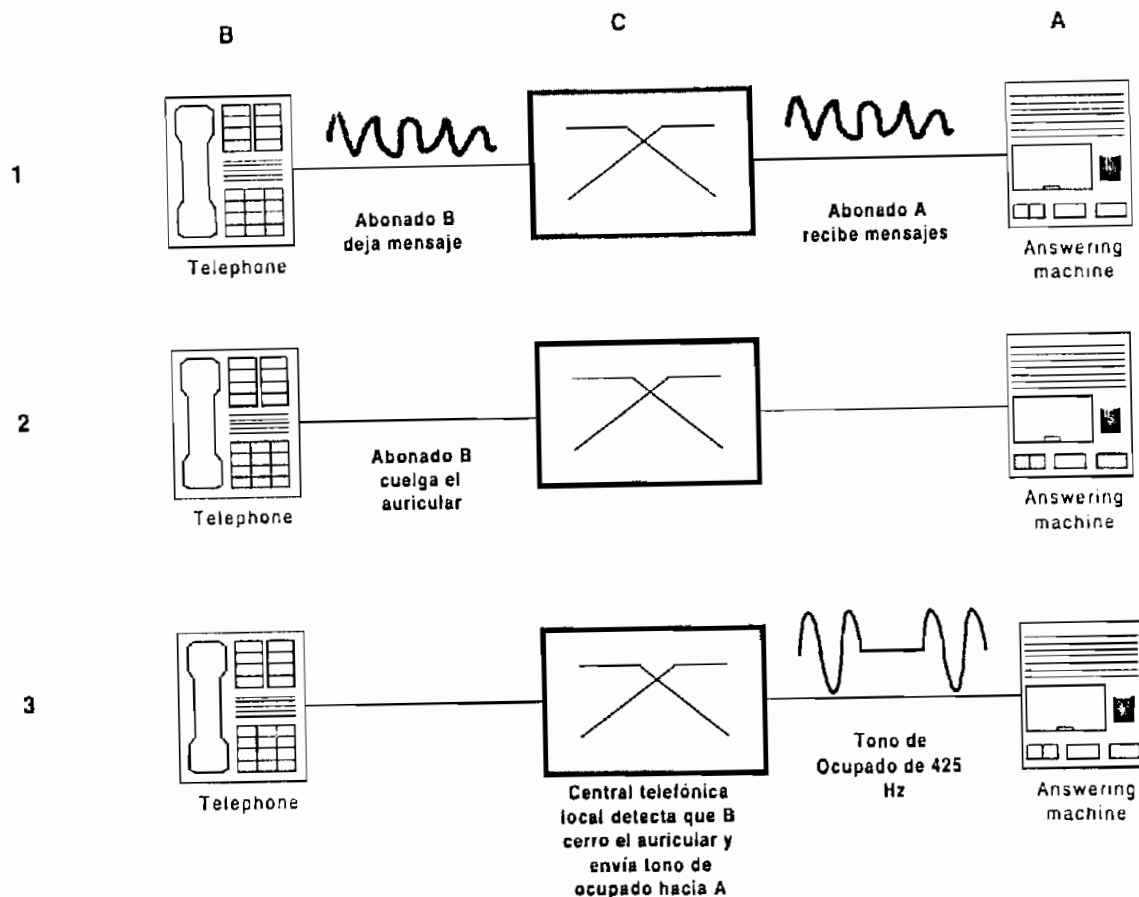 B
C
A
1
Abonado B
deja mensaje
Abonado A
recibe mensajes
Telephone
Answering
machine
2
Abonado B
cuelga el
auricular
Telephone
Answering
machine
3
Tono de
Ocupado de 425
Hz
Telephone
Central telefónica
local detecta que B
cerro el auricular y
envía tono de
ocupado hacia A
Answering
machine